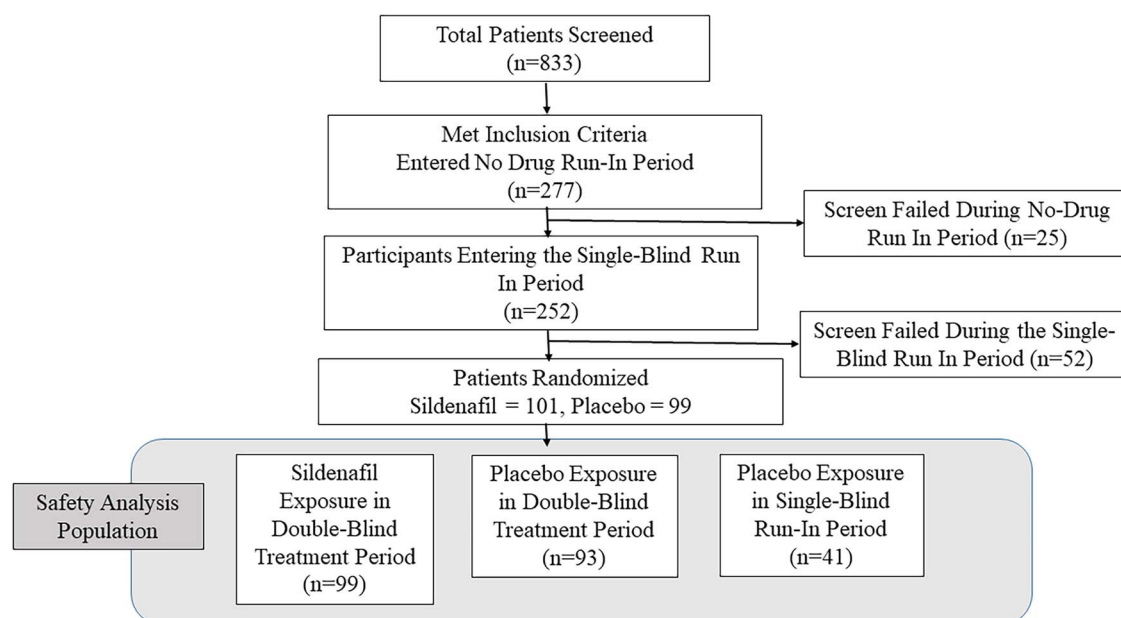 Total Patients Screened
(n=833)
Met Inclusion Criteria
Entered No Drug Run-In Period
(n=277)
Screen Failed During No-Drug
Run In Period (n=25)
Participants Entering the Single-Blind Run
In Period
(n=252)
Screen Failed During the Single-
Blind Run In Period (n=52)
Patients Randomized
Sildenafil = 101, Placebo = 99
Safety Analysis
Population
Sildenafil
Exposure in
Double-Blind
Treatment Period
(n=99)
Placebo Exposure
in Double-Blind
Treatment Period
(n=93)
Placebo Exposure
in Single-Blind
Run-In Period
(n=41)